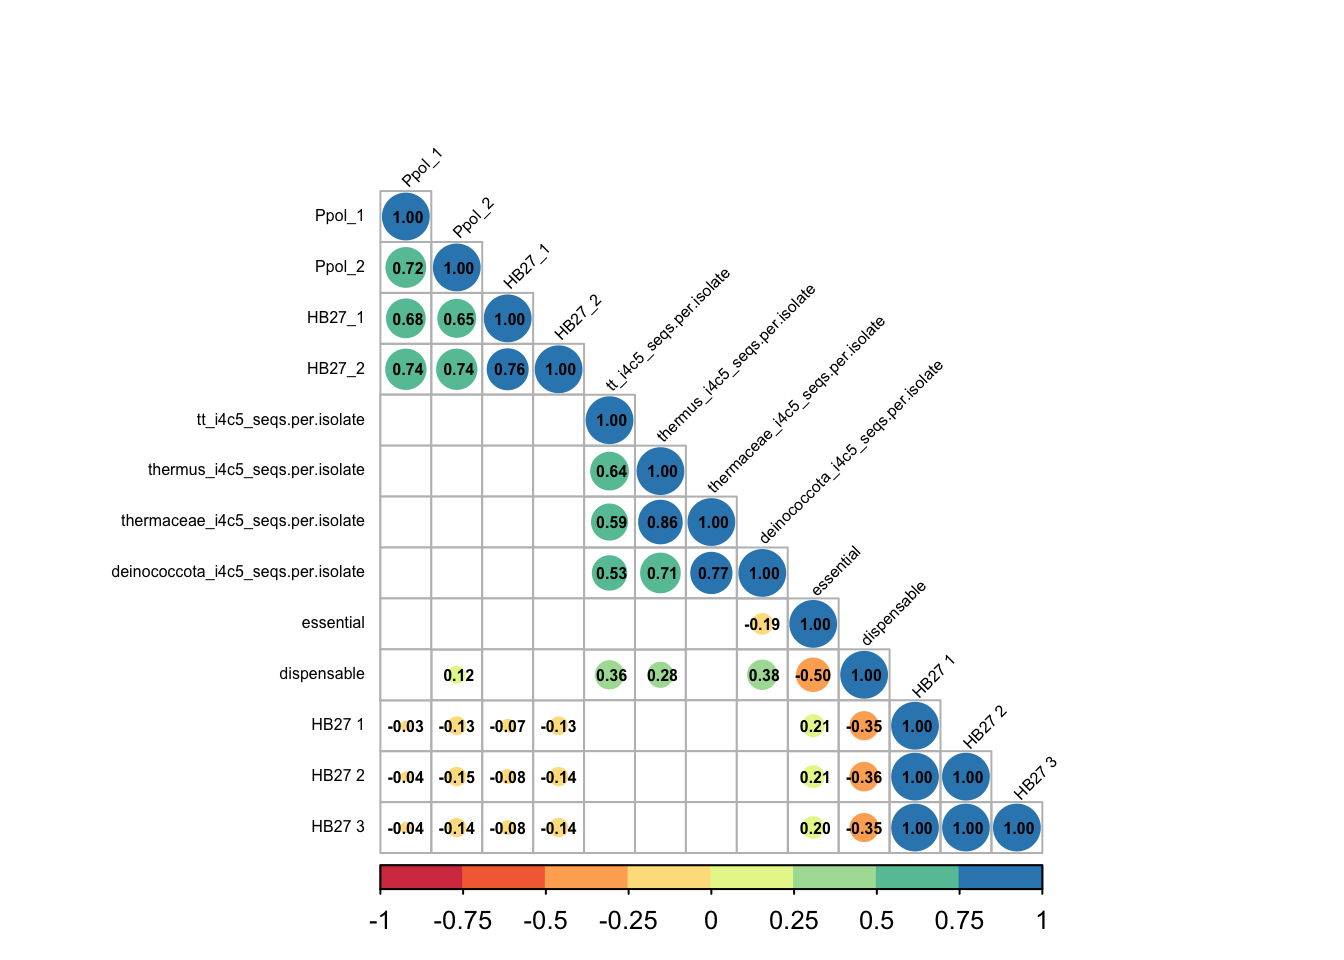 Ppol_1
Ppol_2
HB27_1
HB27_2
tt_i4c5_seqs.per.isolate
thermus_i4c5_seqs.per.isolate
thermaceae_i4c5_seqs.per.isolate
deinococcota_i4c5_seqs.per.isolate
essential
dispensable
HB27 1
HB27 2
HB27 3
Ppol_1 1.00
Ppol_2 0.72 1.00
HB27_1 0.68 0.65 1.00
HB27_2 0.74 0.74 0.76 1.00
tt_i4c5_seqs.per.isolate 1.00
thermus_i4c5_seqs.per.isolate 0.64 1.00
thermaceae_i4c5_seqs.per.isolate 0.59 0.86 1.00
deinococcota_i4c5_seqs.per.isolate 0.53 0.71 0.77 1.00
essential -0.19 1.00
dispensable 0.12 0.36 0.28 0.38 -0.50 1.00
HB27 1 -0.03 -0.13 -0.07 -0.13 0.21 -0.35 1.00
HB27 2 -0.04 -0.15 -0.08 -0.14 0.21 -0.36 1.00 1.00
HB27 3 -0.04 -0.14 -0.08 -0.14 0.20 -0.35 1.00 1.00 1.00
-1 -0.75 -0.5 -0.25 0 0.25 0.5 0.75 1